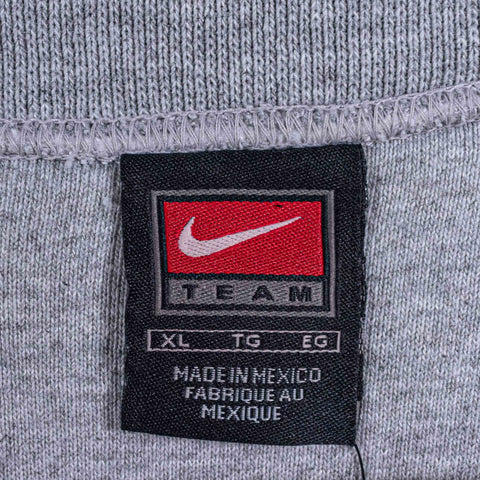 TEAM
XL TG EG
MADE IN MEXICO
FABRIQUE AU
MEXIQUE